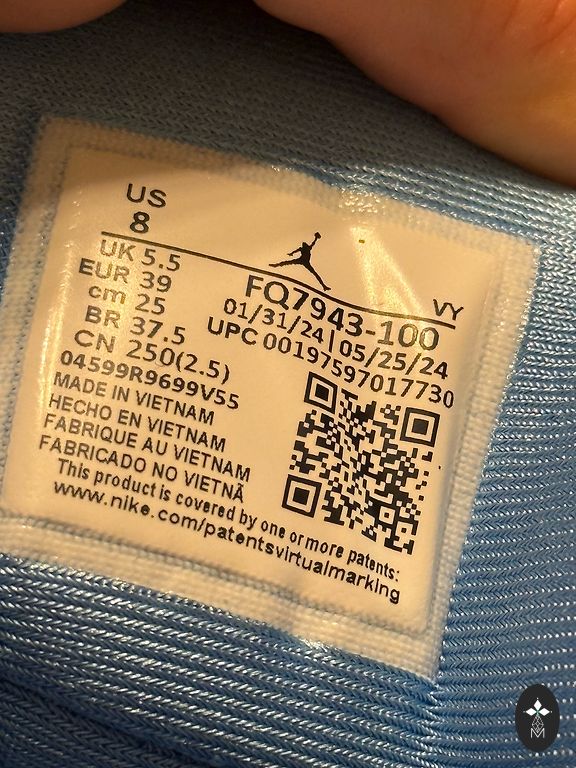 US
8
UK 5.5
EUR 39
cm 25
BR 37.5
CN 250(2.5)
04599R9699V55
MADE IN VIETNAM
HECHO EN VIETNAM
FABRIQUE AU VIETNAM
FABRICADO NO VIETNÃ
This product is covered by one or more patents:
www.nike.com/patentsvirtualmarking
VY
FQ7943-100
01/31/24|05/25/24
UPC 00197597017730
M